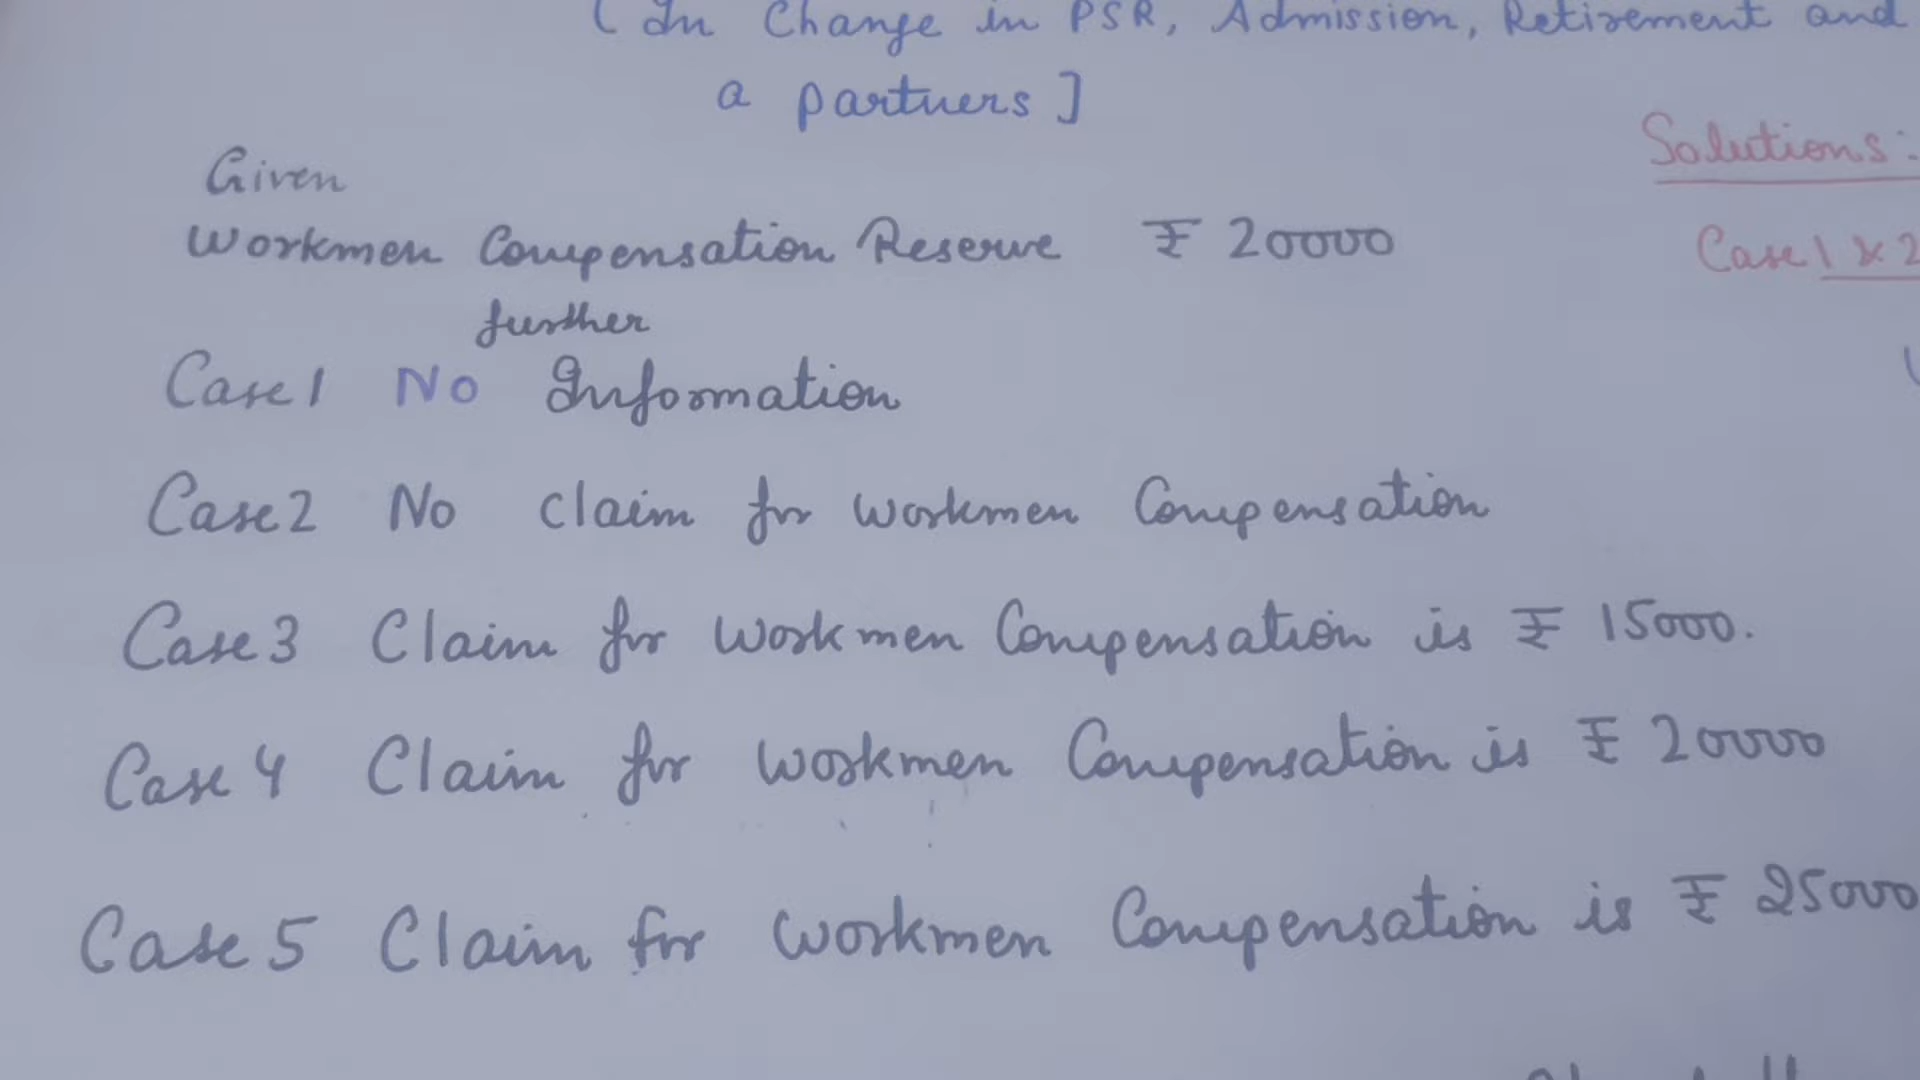 ( In Change in PSR, Admission, Retirement and
a partners ]
Solutions:
Given
Workmen Compensation Reserve ₹ 20000
Case 1 & 2
further
Case 1 No Information
Case 2 No claim for workmen Compensation
Case 3 Claim for workmen Compensation is ₹ 15000.
Case 4 Claim for workmen Compensation is ₹ 20000
Case 5 Claim for workmen Compensation is ₹ 25000